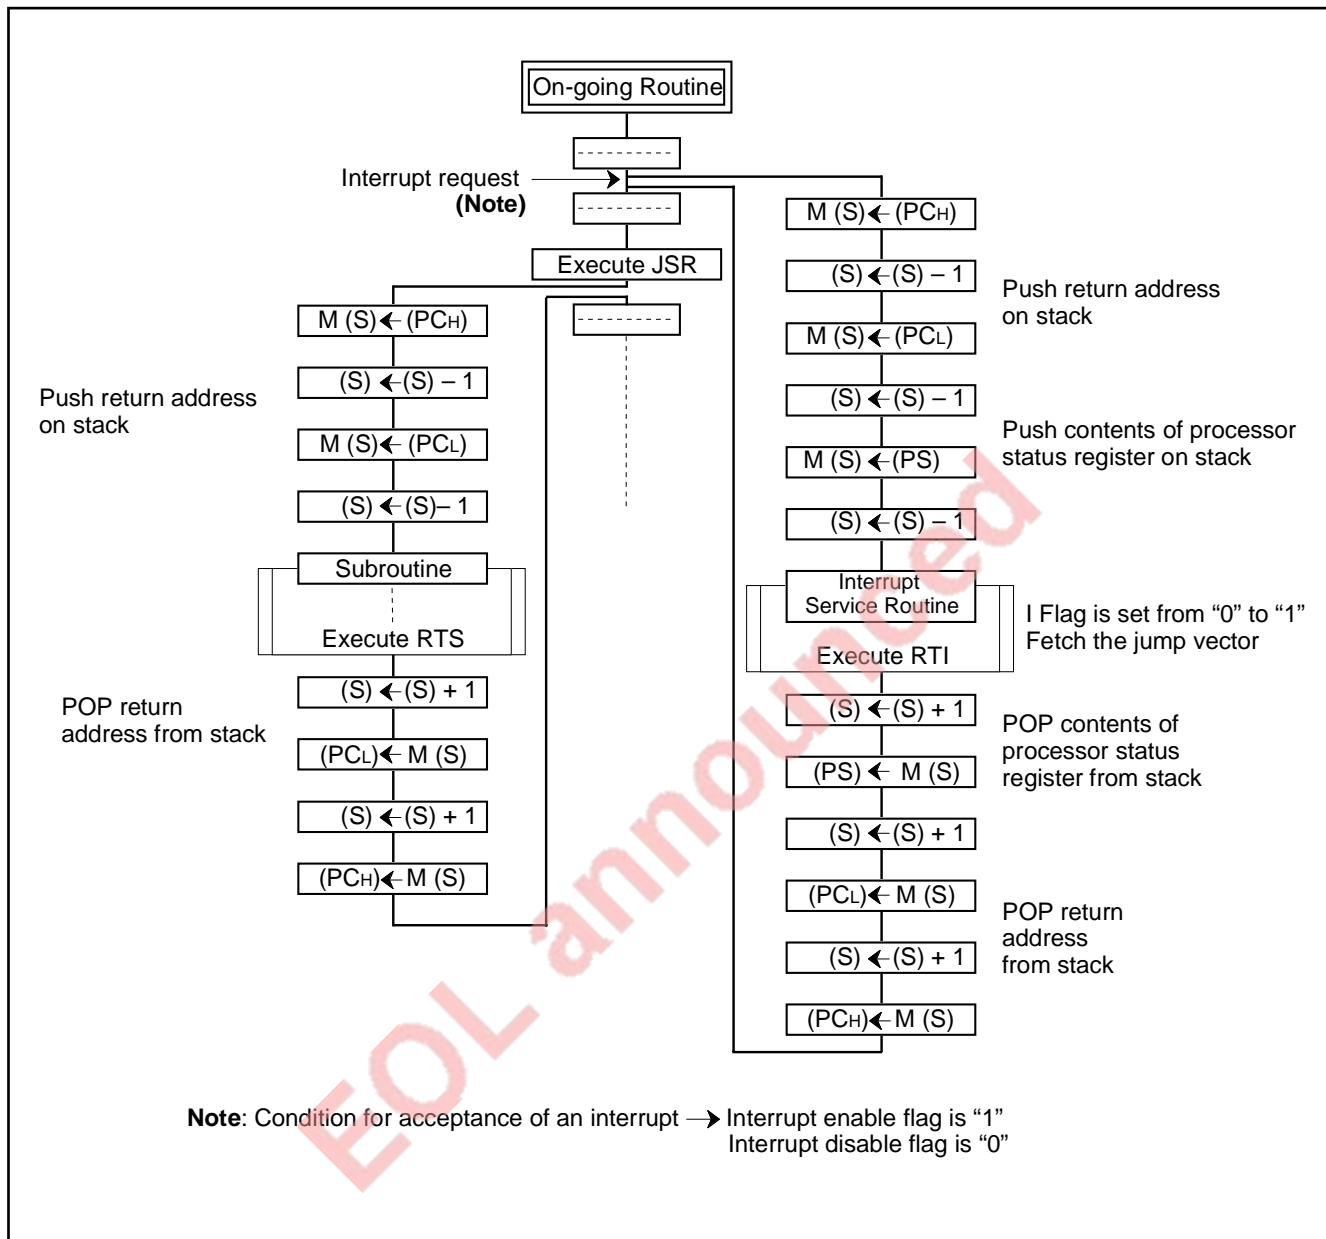 On-going Routine
Interrupt request
(Note)
Execute JSR
M (S) ← (PCH)
(S) ← (S) – 1
M (S) ← (PCL)
(S) ← (S)– 1
Push return address
on stack
Subroutine
Execute RTS
POP return
address from stack
(S) ← (S) + 1
(PCL) ← M (S)
(S) ← (S) + 1
(PCH) ← M (S)
M (S) ← (PCH)
(S) ← (S) – 1
M (S) ← (PCL)
(S) ← (S) – 1
M (S) ← (PS)
(S) ← (S) – 1
Push return address
on stack
Push contents of processor
status register on stack
Interrupt
Service Routine
Execute RTI
I Flag is set from “0” to “1”
Fetch the jump vector
(S) ← (S) + 1
(PS) ← M (S)
(S) ← (S) + 1
(PCL) ← M (S)
(S) ← (S) + 1
(PCH) ← M (S)
POP contents of
processor status
register from stack
POP return
address
from stack
Note: Condition for acceptance of an interrupt → Interrupt enable flag is “1”
Interrupt disable flag is “0”
EOL announced